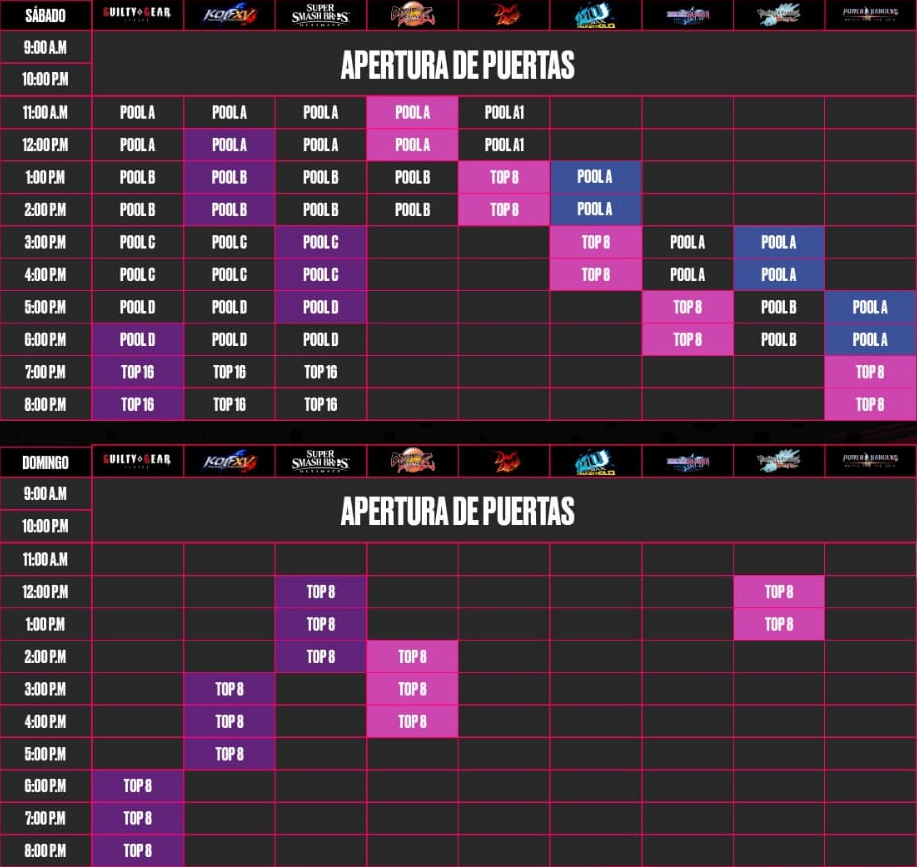 SÁBADO GUILTY GEAR KOFXV SUPER SMASH BROS ULTIMATE POWER RANGERS
9:00 A.M
APERTURA DE PUERTAS
10:00 P.M
11:00 A.M POOL A POOL A POOL A POOL A POOL A1
12:00 P.M POOL A POOL A POOL A POOL A POOL A1
1:00 P.M POOL B POOL B POOL B POOL B TOP 8 POOL A
2:00 P.M POOL B POOL B POOL B POOL B TOP 8 POOL A
3:00 P.M POOL C POOL C POOL C TOP 8 POOL A POOL A
4:00 P.M POOL C POOL C POOL C TOP 8 POOL A POOL A
5:00 P.M POOL D POOL D POOL D TOP 8 POOL B POOL A
6:00 P.M POOL D POOL D POOL D TOP 8 POOL B POOL A
7:00 P.M TOP 16 TOP 16 TOP 16 TOP 8
8:00 P.M TOP 16 TOP 16 TOP 16 TOP 8
DOMINGO GUILTY GEAR KOFXV SUPER SMASH BROS ULTIMATE POWER RANGERS
9:00 A.M
APERTURA DE PUERTAS
10:00 P.M
11:00 A.M
12:00 P.M TOP 8 TOP 8
1:00 P.M TOP 8 TOP 8
2:00 P.M TOP 8 TOP 8
3:00 P.M TOP 8 TOP 8
4:00 P.M TOP 8 TOP 8
5:00 P.M TOP 8
6:00 P.M TOP 8
7:00 P.M TOP 8
8:00 P.M TOP 8